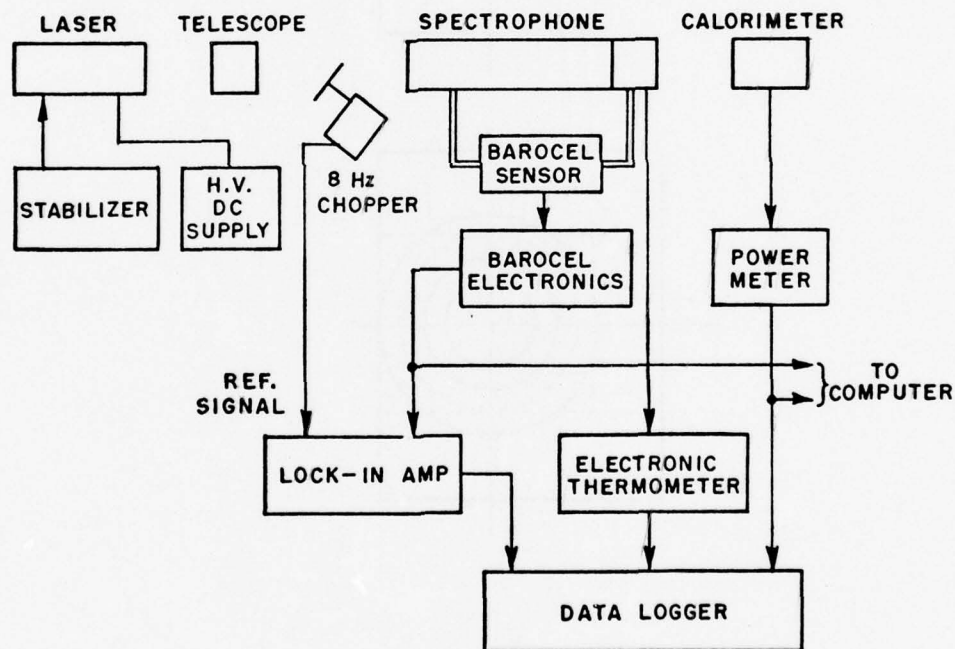 LASER
TELESCOPE
SPECTROPHONE
CALORIMETER
STABILIZER
H.V.
DC
SUPPLY
8 Hz
CHOPPER
BAROCEL
SENSOR
BAROCEL
ELECTRONICS
POWER
METER
REF.
SIGNAL
TO
COMPUTER
LOCK-IN AMP
ELECTRONIC
THERMOMETER
DATA LOGGER